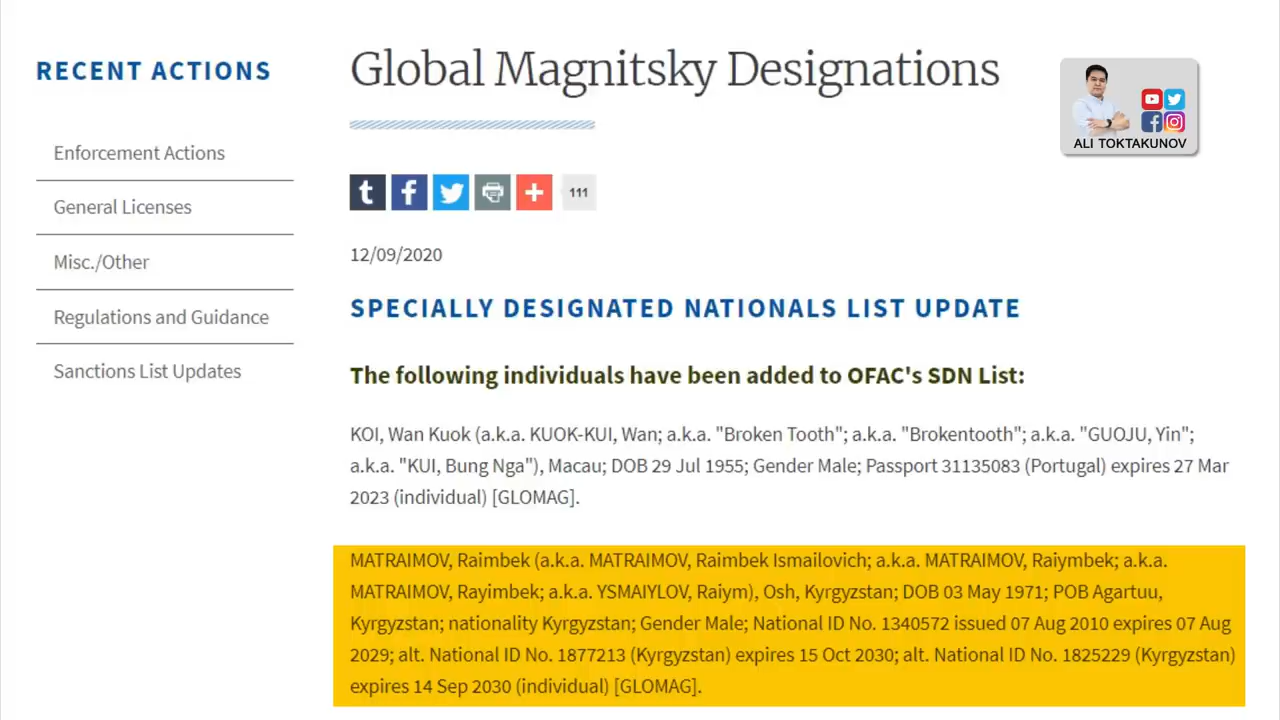 RECENT ACTIONS
Enforcement Actions
General Licenses
Misc./Other
Regulations and Guidance
Sanctions List Updates
Global Magnitsky Designations
ALI TOKTAKUNOV
111
12/09/2020
SPECIALLY DESIGNATED NATIONALS LIST UPDATE
The following individuals have been added to OFAC's SDN List:
KOI, Wan Kuok (a.k.a. KUOK-KUI, Wan; a.k.a. "Broken Tooth"; a.k.a. "Brokentooth"; a.k.a. "GUOJU, Yin";
a.k.a. "KUI, Bung Nga"), Macau; DOB 29 Jul 1955; Gender Male; Passport 31135083 (Portugal) expires 27 Mar
2023 (individual) [GLOMAG].
MATRAIMOV, Raimbek (a.k.a. MATRAIMOV, Raimbek Ismailovich; a.k.a. MATRAIMOV, Raiymbek; a.k.a.
MATRAIMOV, Rayimbek; a.k.a. YSMAIYLOV, Raiym), Osh, Kyrgyzstan; DOB 03 May 1971; POB Agartuu,
Kyrgyzstan; nationality Kyrgyzstan; Gender Male; National ID No. 1340572 issued 07 Aug 2010 expires 07 Aug
2029; alt. National ID No. 1877213 (Kyrgyzstan) expires 15 Oct 2030; alt. National ID No. 1825229 (Kyrgyzstan)
expires 14 Sep 2030 (individual) [GLOMAG].